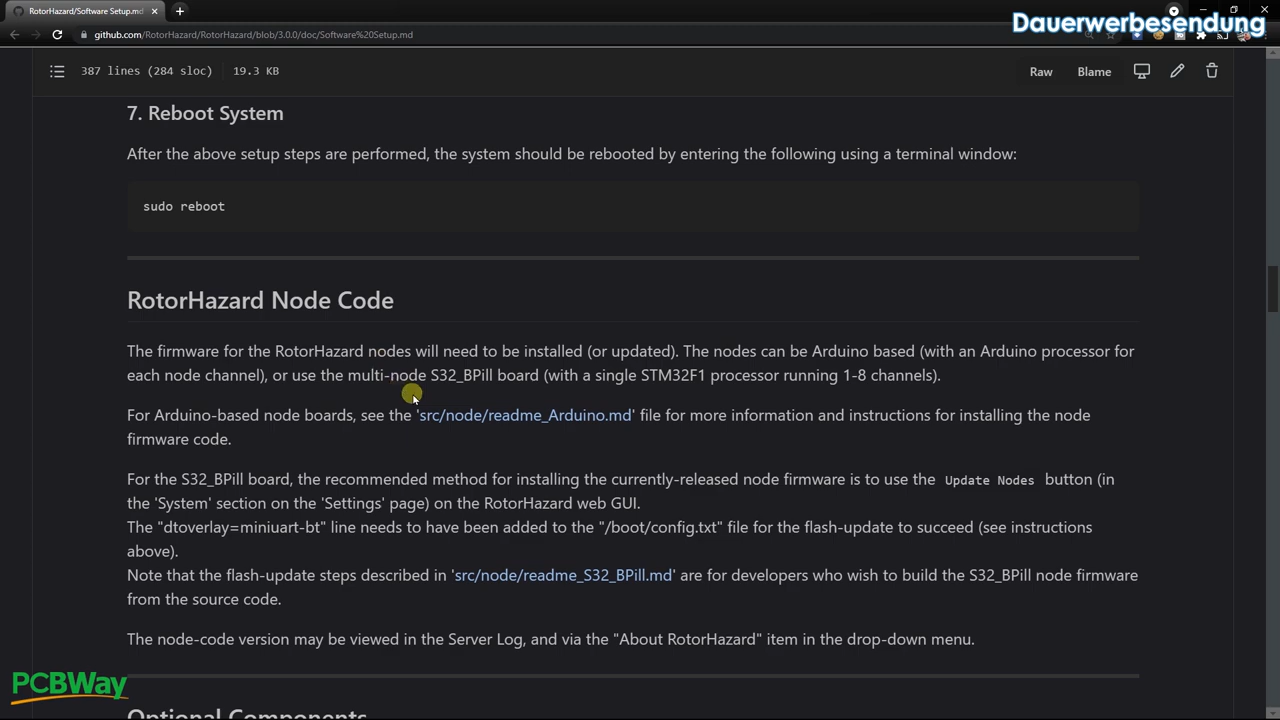 RotorHazard/Software Setup.md
Dauerwerbesendung
github.com/RotorHazard/RotorHazard/blob/3.0.0/doc/Software%20Setup.md
387 lines (284 sloc) 19.3 KB
Raw Blame
7. Reboot System
After the above setup steps are performed, the system should be rebooted by entering the following using a terminal window:
sudo reboot
RotorHazard Node Code
The firmware for the RotorHazard nodes will need to be installed (or updated). The nodes can be Arduino based (with an Arduino processor for
each node channel), or use the multi-node S32_BPill board (with a single STM32F1 processor running 1-8 channels).
For Arduino-based node boards, see the 'src/node/readme_Arduino.md' file for more information and instructions for installing the node
firmware code.
For the S32_BPill board, the recommended method for installing the currently-released node firmware is to use the Update Nodes button (in
the 'System' section on the 'Settings' page) on the RotorHazard web GUI.
The "dtoverlay=miniuart-bt" line needs to have been added to the "/boot/config.txt" file for the flash-update to succeed (see instructions
above).
Note that the flash-update steps described in 'src/node/readme_S32_BPill.md' are for developers who wish to build the S32_BPill node firmware
from the source code.
The node-code version may be viewed in the Server Log, and via the "About RotorHazard" item in the drop-down menu.
PCBWay
Optional Components